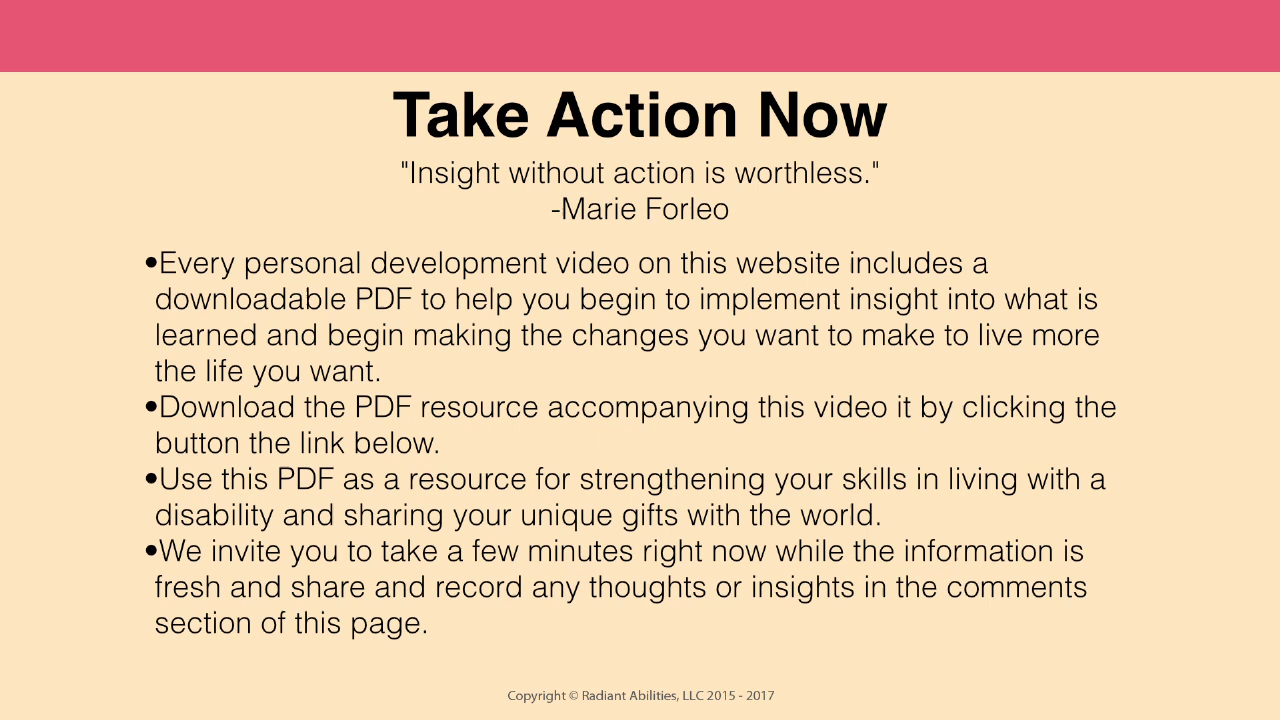 Take Action Now
"Insight without action is worthless."
-Marie Forleo
•Every personal development video on this website includes a
downloadable PDF to help you begin to implement insight into what is
learned and begin making the changes you want to make to live more
the life you want.
•Download the PDF resource accompanying this video it by clicking the
button the link below.
•Use this PDF as a resource for strengthening your skills in living with a
disability and sharing your unique gifts with the world.
•We invite you to take a few minutes right now while the information is
fresh and share and record any thoughts or insights in the comments
section of this page.
Copyright © Radiant Abilities, LLC 2015 - 2017